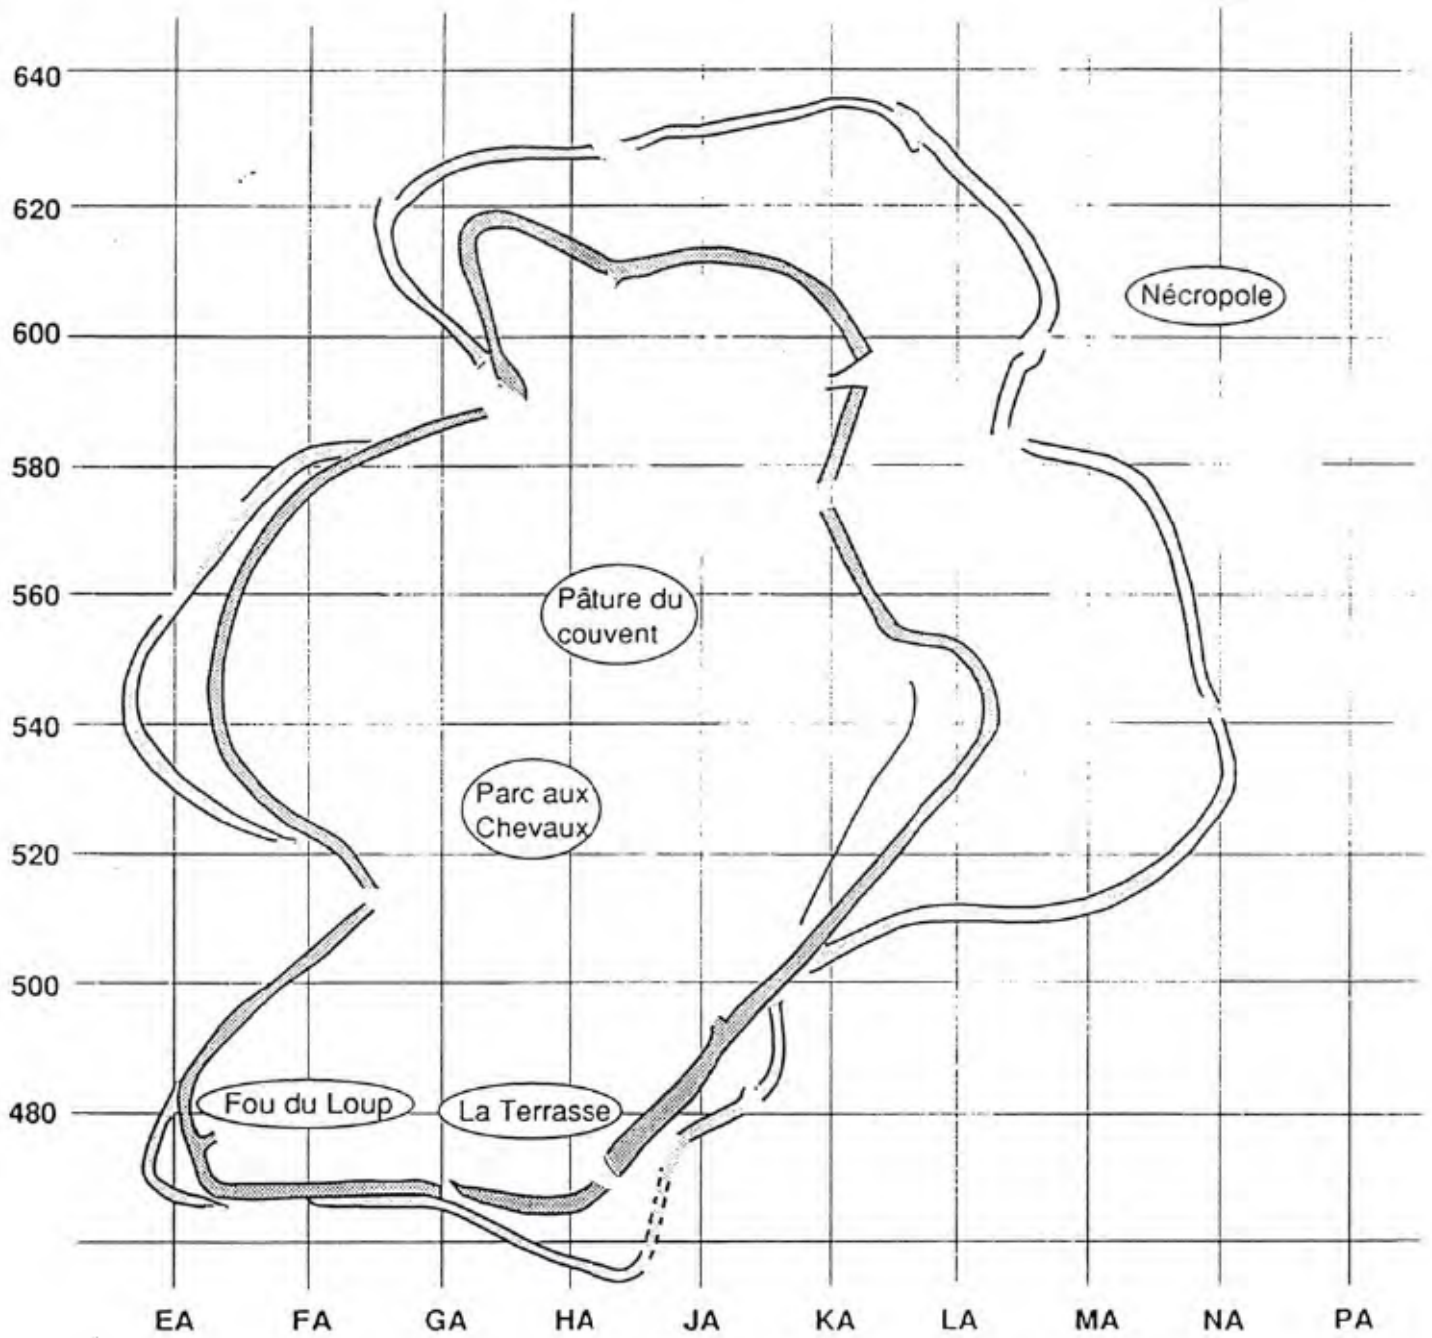 640
620
Nécropole
600
580
560
Pâture du
couvent
540
Parc aux
Chevaux
520
500
480
Fou du Loup
La Terrasse
EA FA GA HA JA KA LA MA NA PA